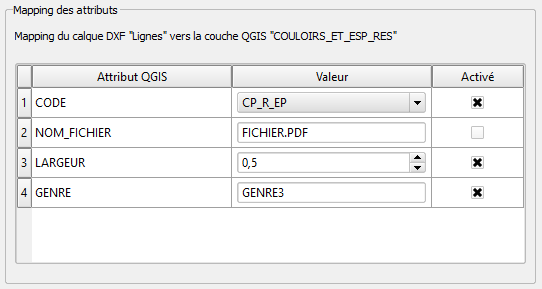 Mapping des attributs
Mapping du calque DXF "Lignes" vers la couche QGIS "COULOIRS_ET_ESP_RES"
Attribut QGIS Valeur Activé
1 CODE CP_R_EP
2 NOM_FICHIER FICHIER.PDF
3 LARGEUR 0,5
4 GENRE GENRE3